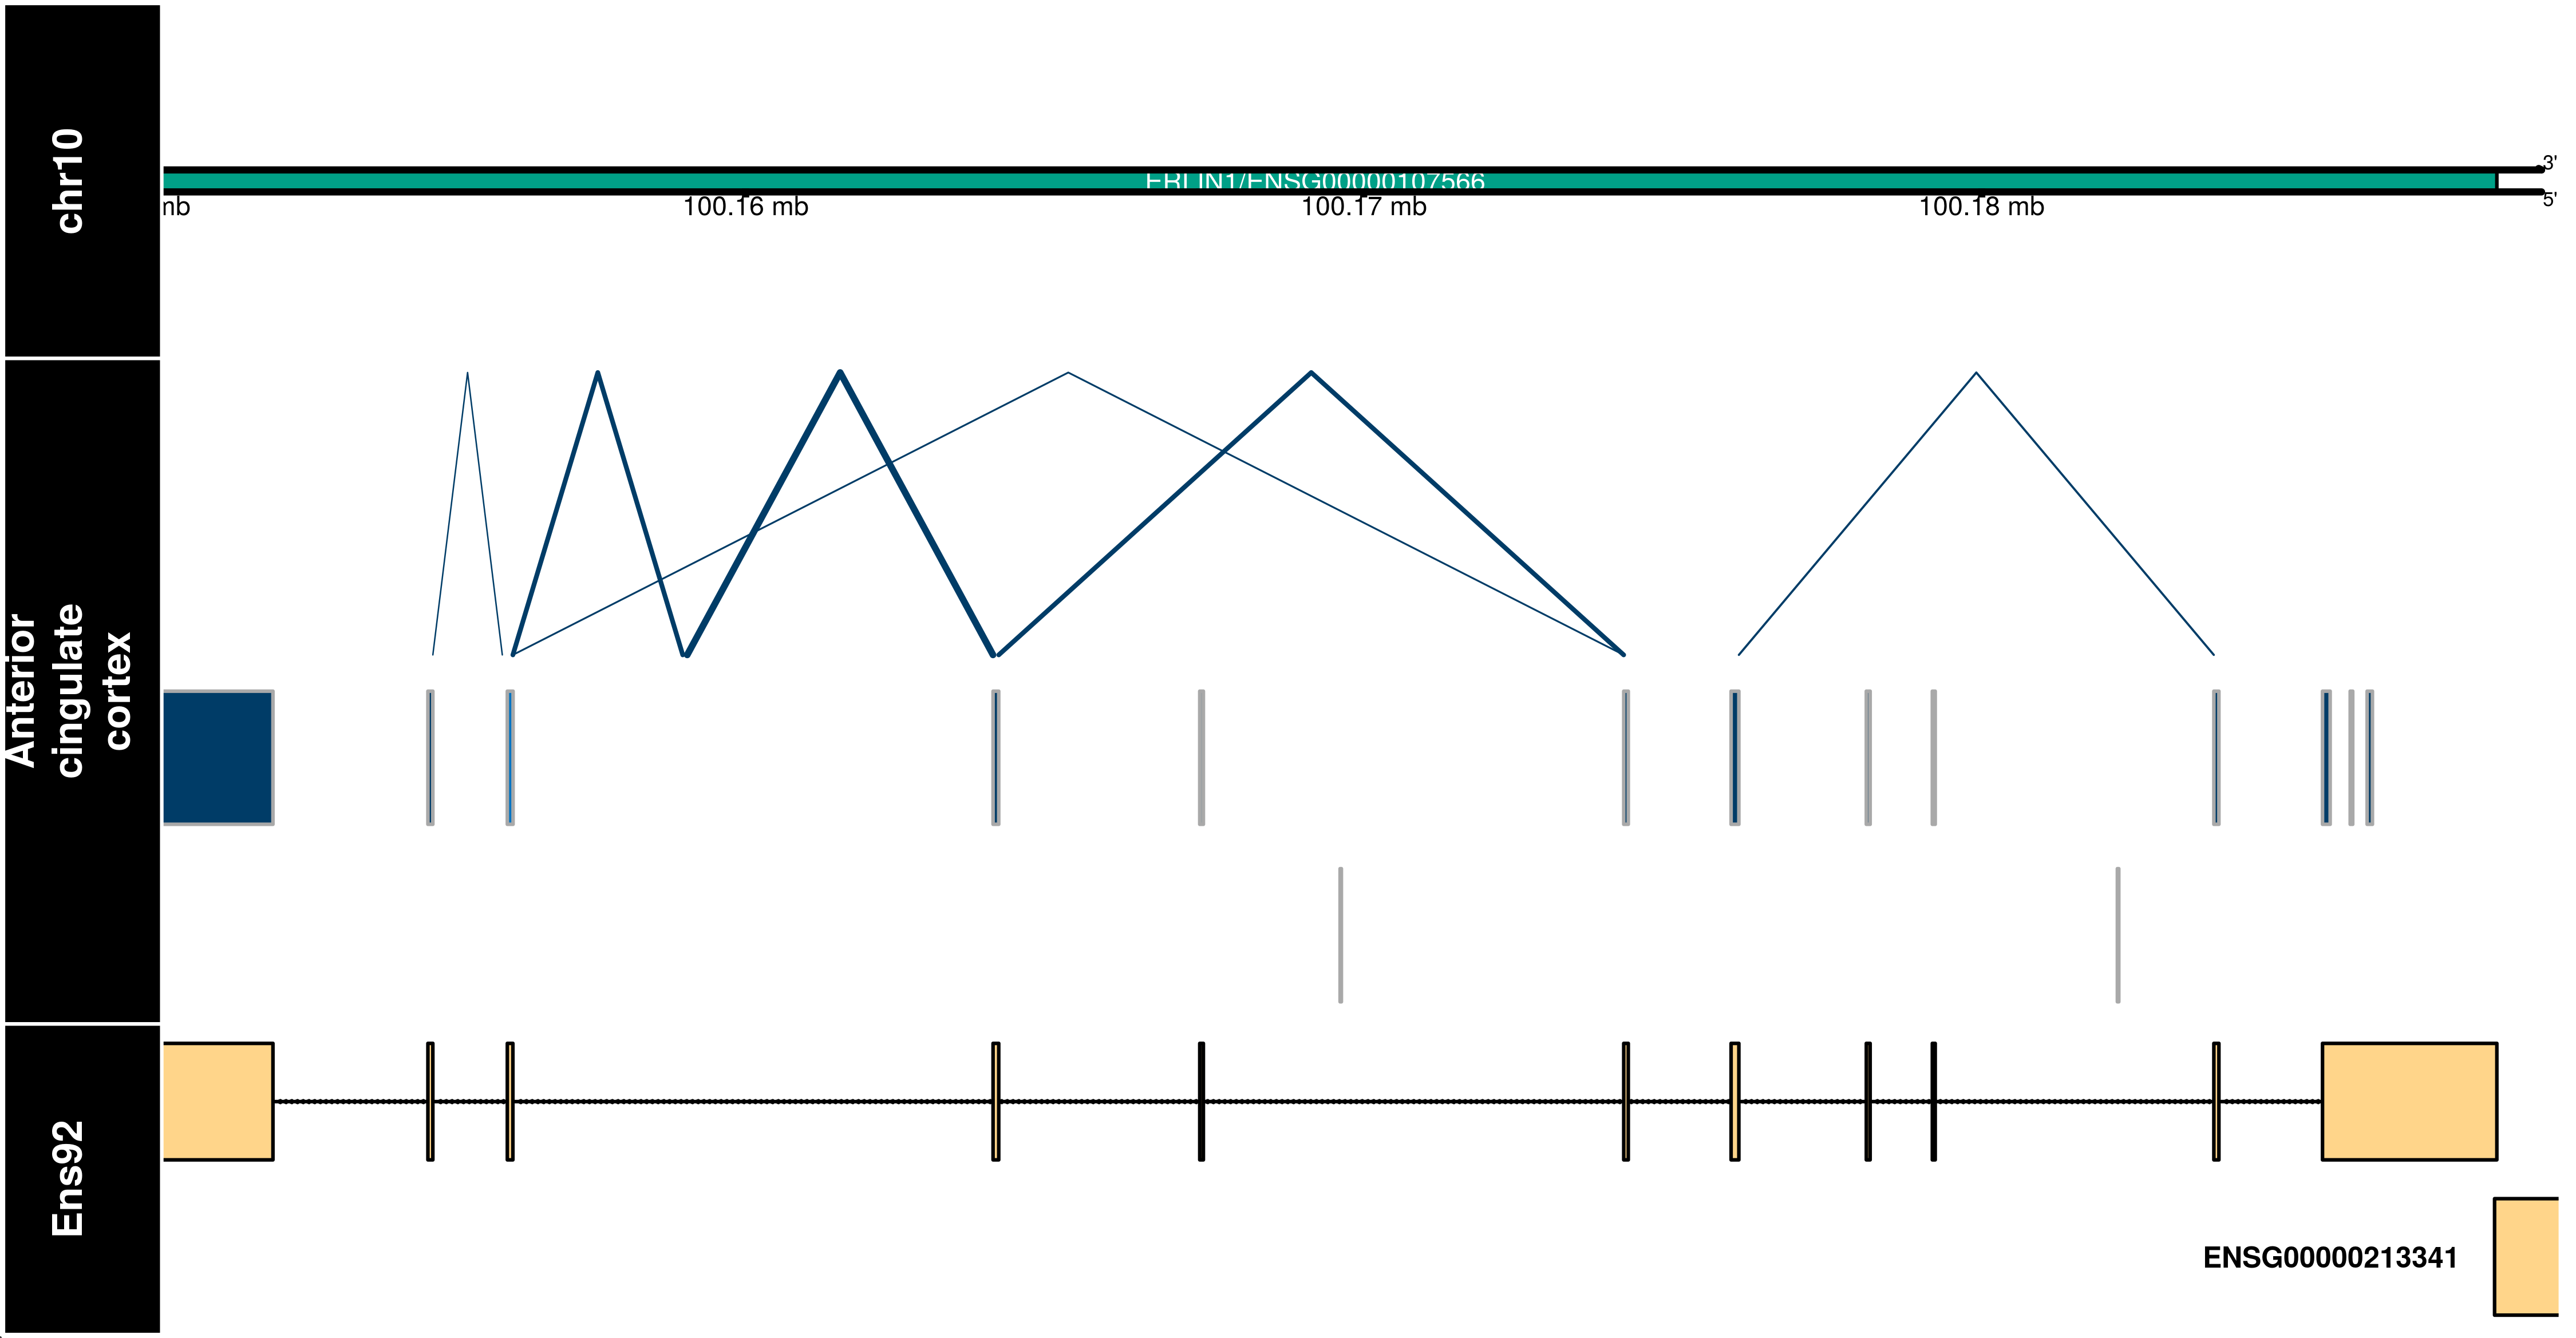 chr10
ERLIN1/ENSG00000107566
3'
5'
mb
100.16 mb
100.17 mb
100.18 mb
Anterior
cingulate
cortex
Ens92
ENSG00000213341